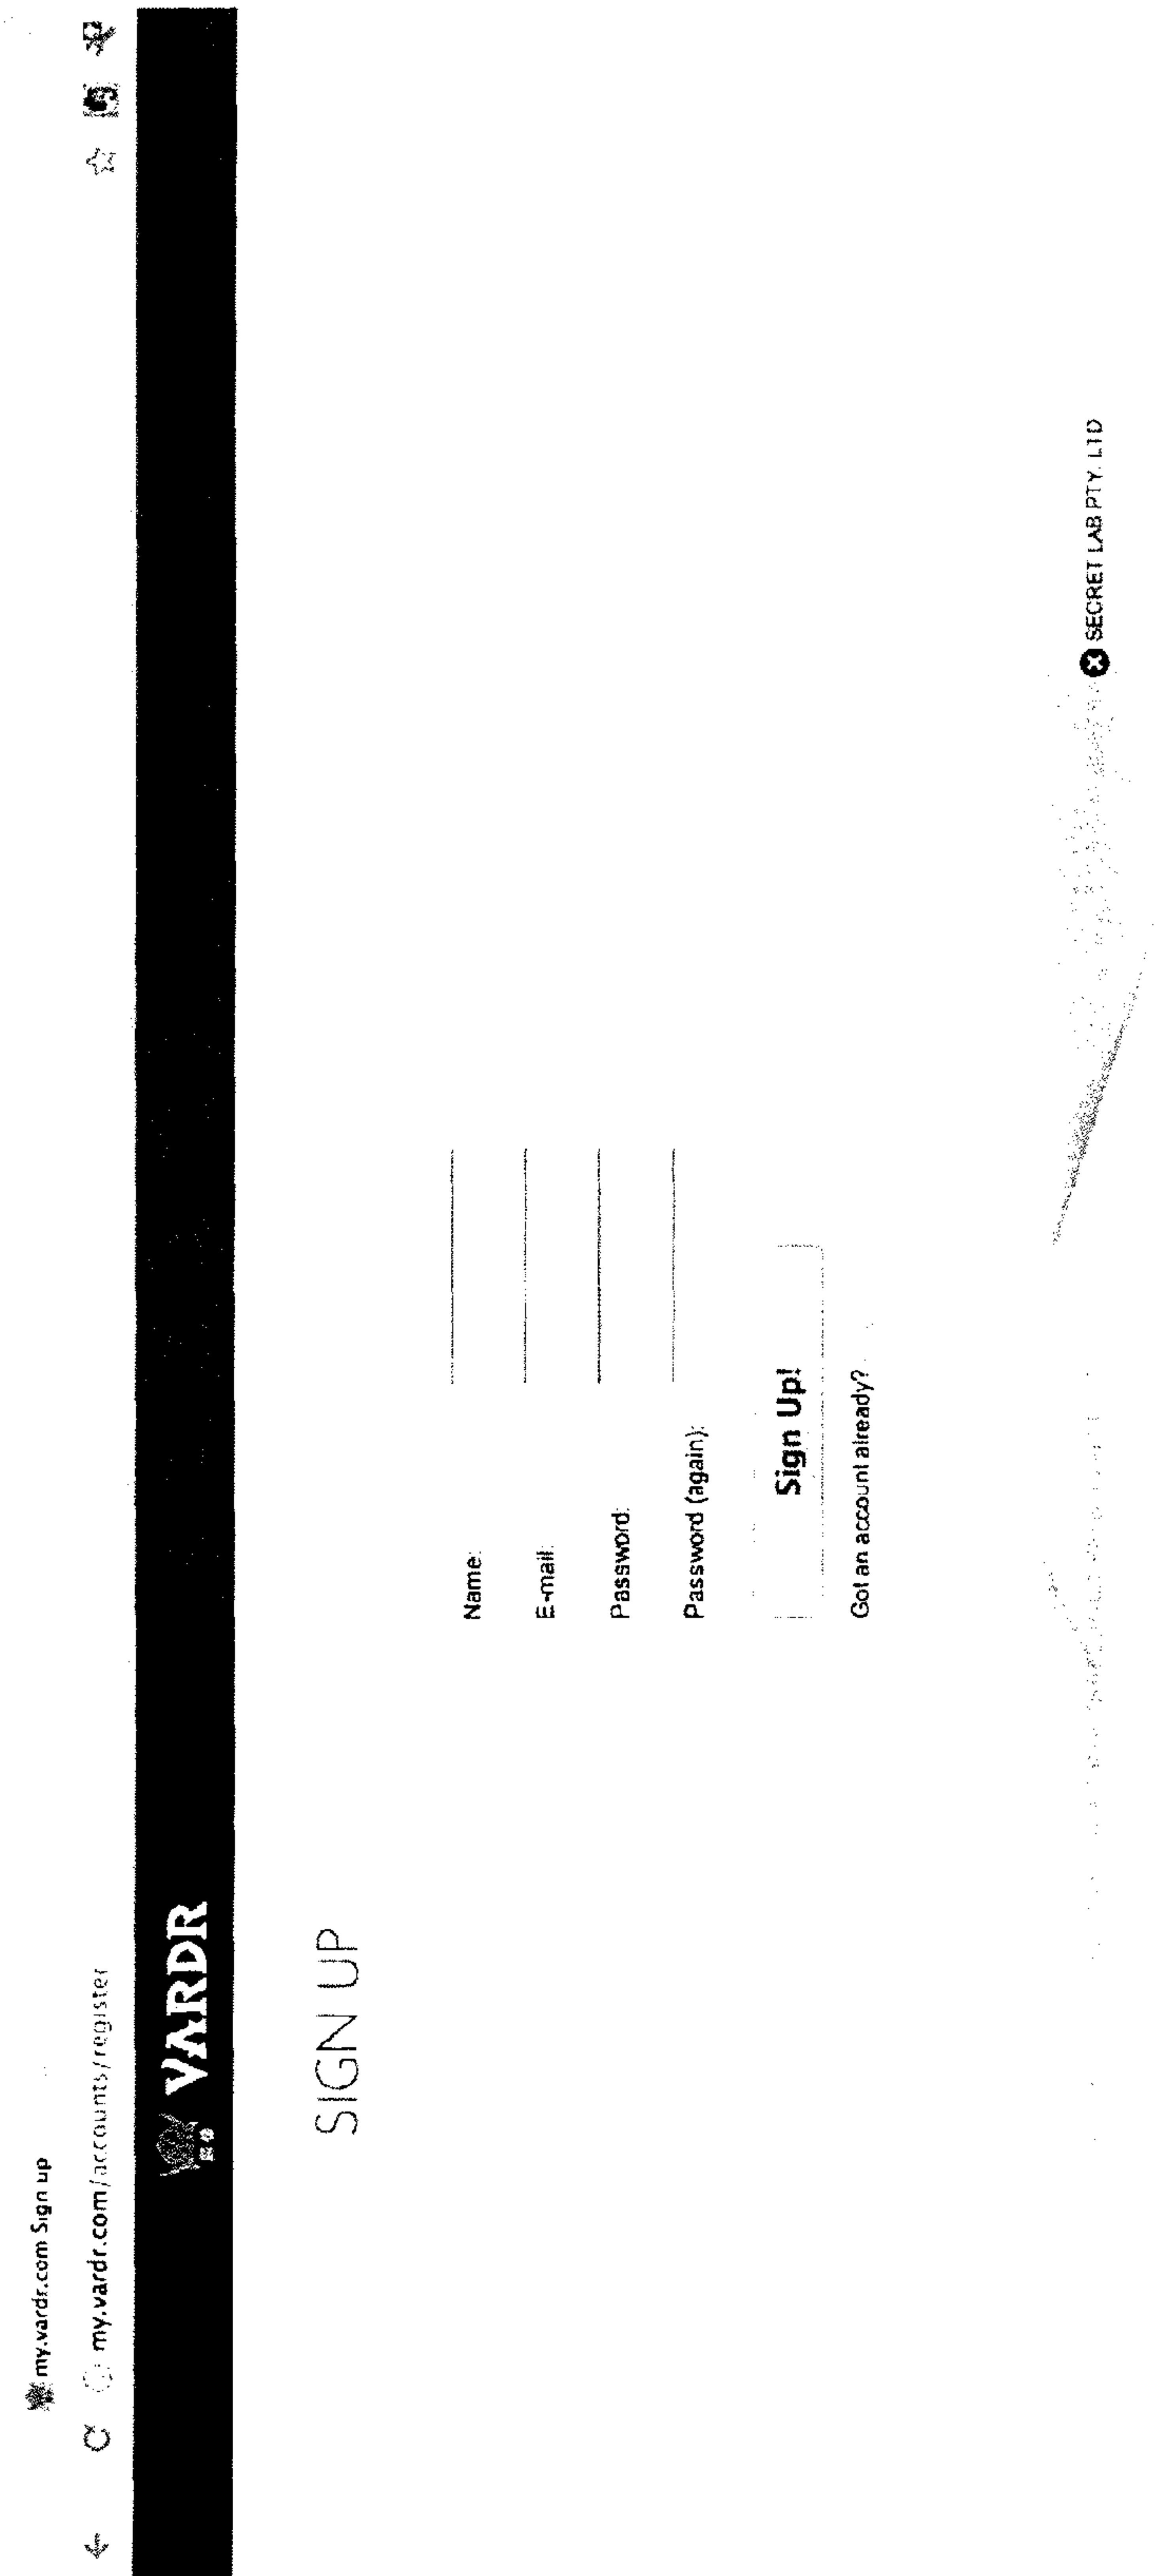 my.vardr.com Sign up
my.vardr.com/accounts/register
VARDR
SIGN UP
Name:
E-mail:
Password:
Password (again):
Sign Up!
Got an account already?
SECRET LAB PTY. LTD